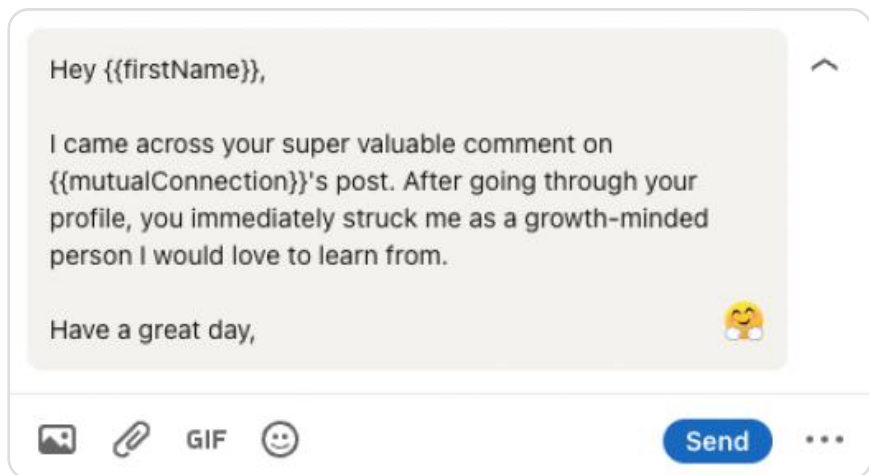 Hey {{firstName}},
I came across your super valuable comment on
{{mutualConnection}}'s post. After going through your
profile, you immediately struck me as a growth-minded
person I would love to learn from.
Have a great day,
GIF
Send